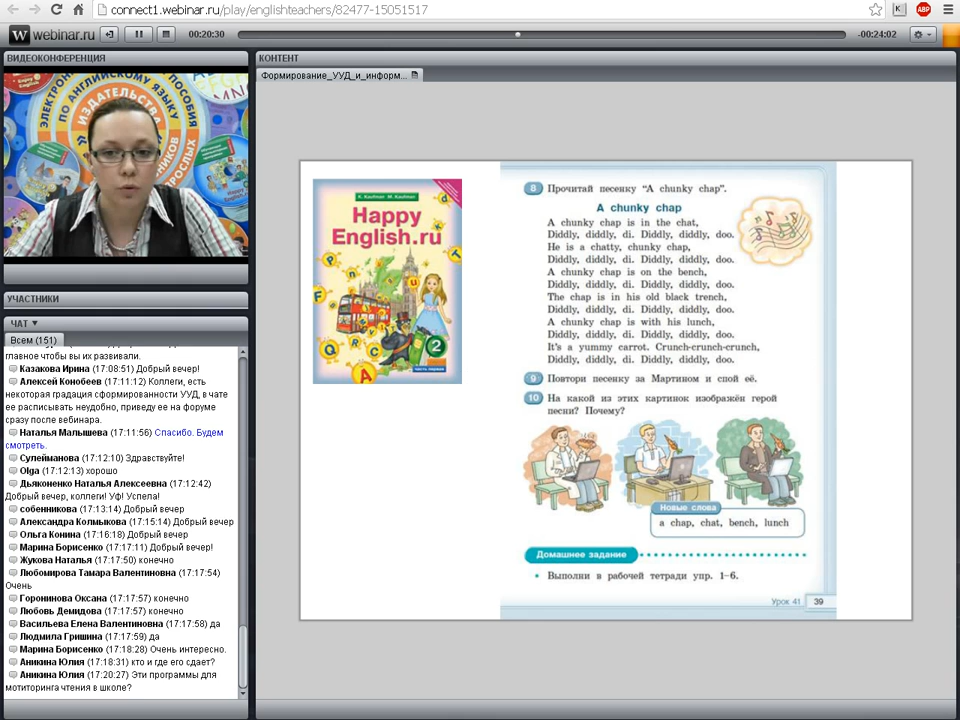 connect1.webinar.ru/play/englishteachers/82477-15051517
webinar.ru
00:20:30
-00:24:02
ВИДЕОКОНФЕРЕНЦИЯ
ЭЛЕКТРОННЫЕ ПОСОБИЯ
ПО АНГЛИЙСКОМУ ЯЗЫКУ
ИЗДАТЕЛЬСТВА
УЧАСТНИКИ
ЧАТ
Всем (151)
главное чтобы вы их развивали.
Казакова Ирина (17:08:51) Добрый вечер!
Алексей Конобеев (17:11:12) Коллеги, есть
некоторая градация сформированности УУД, в чате
ее расписывать неудобно, приведу ее на форуме
сразу после вебинара.
Наталья Малышева (17:11:56) Спасибо. Будем
смотреть.
Сулейманова (17:12:10) Здравствуйте!
Olga (17:12:13) хорошо
Дьяконенко Наталья Алексеевна (17:12:42)
Добрый вечер, коллеги! Уф! Успела!
собенникова (17:13:14) Добрый вечер
Александра Колмыкова (17:15:14) Добрый вечер
Ольга Конина (17:16:18) Добрый вечер
Марина Борисенко (17:17:11) Добрый вечер!
Жукова Наталья (17:17:50) конечно
Любомирова Тамара Валентиновна (17:17:54)
Очень
Горонинова Оксана (17:17:57) конечно
Любовь Демидова (17:17:57) конечно
Васильева Елена Валентиновна (17:17:58) да
Людмила Гришина (17:17:59) да
Марина Борисенко (17:18:28) Очень интересно.
Аникина Юлия (17:18:31) кто и где его сдает?
Аникина Юлия (17:20:27) Эти программы для
мотиторинга чтения в школе?
КОНТЕНТ
Формирование_УУД_и_информ...
K. Kaufman M. Kaufman
Happy
English.ru
2
часть первая
8 Прочитай песенку "A chunky chap".
A chunky chap
A chunky chap is in the chat,
Diddly, diddly, di. Diddly, diddly, doo.
He is a chatty, chunky chap,
Diddly, diddly, di. Diddly, diddly, doo.
A chunky chap is on the bench,
Diddly, diddly, di. Diddly, diddly, doo.
The chap is in his old black trench,
Diddly, diddly, di. Diddly, diddly, doo.
A chunky chap is with his lunch,
Diddly, diddly, di. Diddly, diddly, doo.
It's a yummy carrot. Crunch-crunch-crunch,
Diddly, diddly, di. Diddly, diddly, doo.
9 Повтори песенку за Мартином и спой её.
10 На какой из этих картинок изображён герой
песни? Почему?
Новые слова
a chap, chat, bench, lunch
Домашнее задание
• Выполни в рабочей тетради упр. 1–6.
Урок 41 39